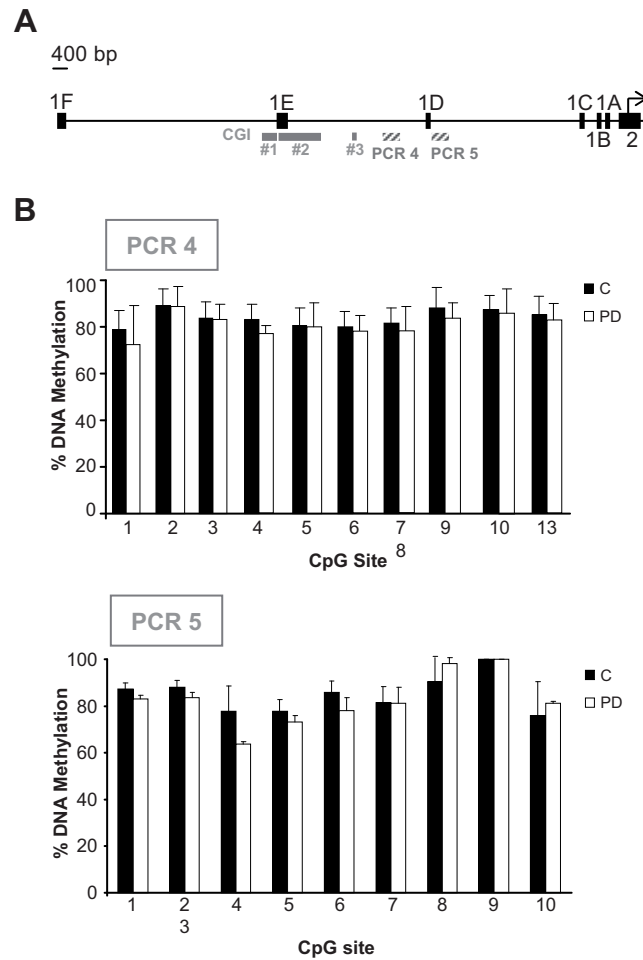 A
400 bp
1F 1E 1D 1C 1A
CGI
#1 #2 #3 PCR 4 PCR 5 1B 2
B
PCR 4
% DNA Methylation
100
80
60
40
20
0
C
PD
1 2 3 4 5 6 7 9 10 13
8
CpG Site
PCR 5
% DNA Methylation
100
80
60
40
20
0
C
PD
1 2 4 5 6 7 8 9 10
3
CpG site